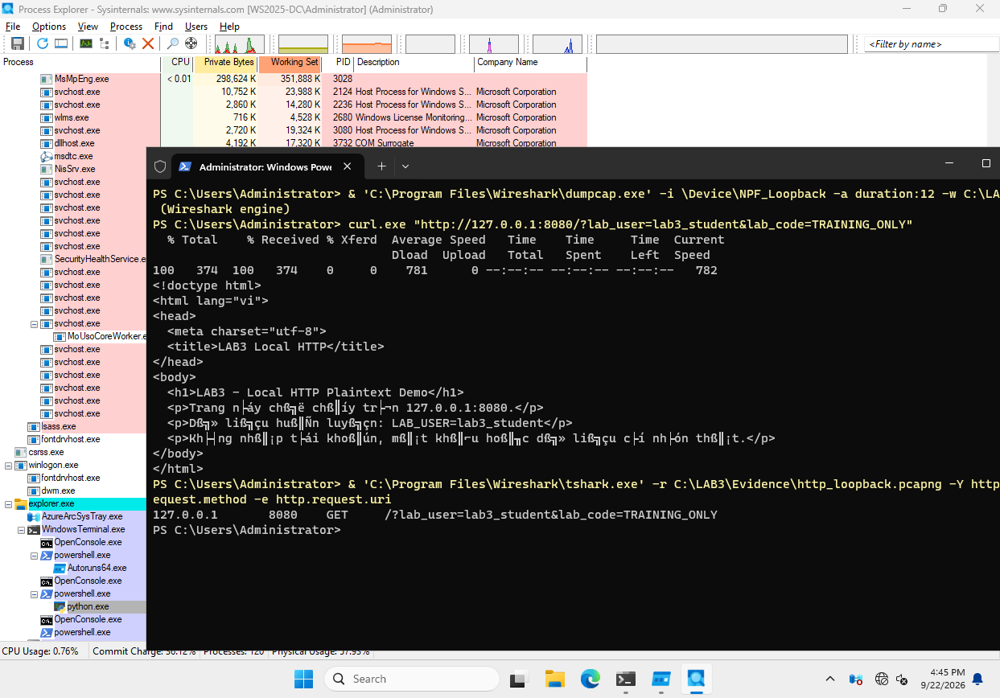 Process Explorer - Sysinternals: www.sysinternals.com [WS2025-DC\Administrator] (Administrator)
File Options View Process Find Users Help
<Filter by name>
Process CPU Private Bytes Working Set PID Description Company Name
MsMpEng.exe < 0.01 298,624 K 351,888 K 3028
svchost.exe 10,752 K 23,988 K 2124 Host Process for Windows S... Microsoft Corporation
svchost.exe 2,860 K 14,280 K 2236 Host Process for Windows S... Microsoft Corporation
wlms.exe 716 K 4,528 K 2680 Windows License Monitoring... Microsoft Corporation
svchost.exe 2,720 K 19,324 K 3080 Host Process for Windows S... Microsoft Corporation
dllhost.exe 4,192 K 17,320 K 3732 COM Surrogate Microsoft Corporation
msdtc.exe
NisSrv.exe
svchost.exe
svchost.exe
svchost.exe
svchost.exe
svchost.exe
svchost.exe
SecurityHealthService.e
svchost.exe
svchost.exe
svchost.exe
svchost.exe
svchost.exe
MoUsoCoreWorker.e
svchost.exe
svchost.exe
svchost.exe
svchost.exe
svchost.exe
svchost.exe
lsass.exe
fontdrvhost.exe
csrss.exe
winlogon.exe
fontdrvhost.exe
dwm.exe
explorer.exe
AzureArcSysTray.exe
WindowsTerminal.exe
OpenConsole.exe
powershell.exe
Autoruns64.exe
OpenConsole.exe
powershell.exe
python.exe
OpenConsole.exe
powershell.exe
Administrator: Windows Powe
PS C:\Users\Administrator> & 'C:\Program Files\Wireshark\dumpcap.exe' -i \Device\NPF_Loopback -a duration:12 -w C:\LA
(Wireshark engine)
PS C:\Users\Administrator> curl.exe "http://127.0.0.1:8080/?lab_user=lab3_student&lab_code=TRAINING_ONLY"
% Total % Received % Xferd Average Speed Time Time Time Current
Dload Upload Total Spent Left Speed
100 374 100 374 0 0 781 0 --:--:-- --:--:-- --:--:-- 782
<!doctype html>
<html lang="vi">
<head>
<meta charset="utf-8">
<title>LAB3 Local HTTP</title>
</head>
<body>
<h1>LAB3 - Local HTTP Plaintext Demo</h1>
<p>Trang n├áy chß╗ë chß║íy tr├¬n 127.0.0.1:8080.</p>
<p>Dß╗» liß╗çu huß║Ñn luyß╗çn: LAB_USER=lab3_student</p>
<p>Kh├┤ng nhß║¡p t├ái khoß║ún, mß║¡t khß║⌐u hoß║╖c dß╗» liß╗çu c├í nh├ón thß║¡t.</p>
</body>
</html>
PS C:\Users\Administrator> & 'C:\Program Files\Wireshark\tshark.exe' -r C:\LAB3\Evidence\http_loopback.pcapng -Y http
equest.method -e http.request.uri
127.0.0.1 8080 GET /?lab_user=lab3_student&lab_code=TRAINING_ONLY
PS C:\Users\Administrator>
CPU Usage: 0.76% Commit Charge: 36.12% Processes: 120 Physical Usage: 57.93%
Search
4:45 PM
9/22/2026